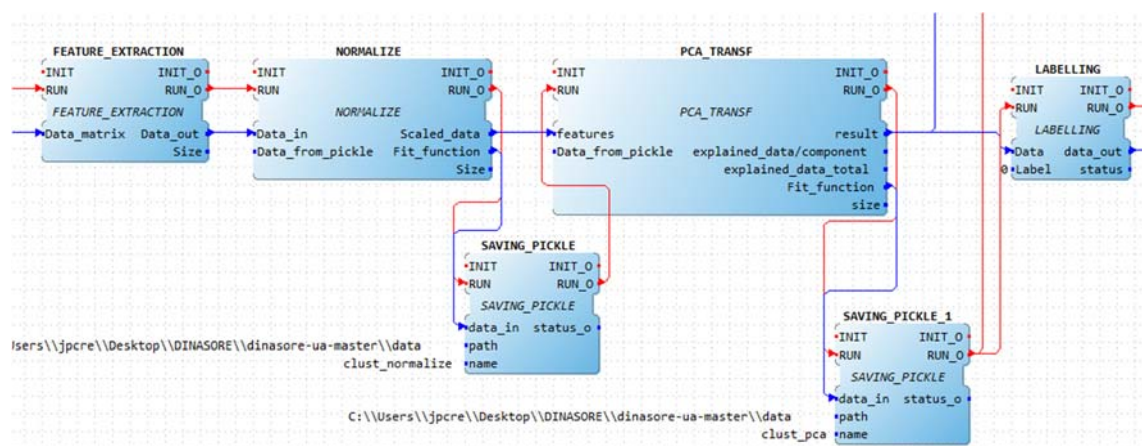 FEATURE_EXTRACTION
INIT INIT_O
RUN RUN_O
FEATURE_EXTRACTION
Data_matrix Data_out
Size
NORMALIZE
INIT INIT_O
RUN RUN_O
NORMALIZE
Data_in Scaled_data
Data_from_pickle Fit_function
Size
PCA_TRANSF
INIT INIT_O
RUN RUN_O
PCA_TRANSF
features result
Data_from_pickle explained_data/component
explained_data_total
Fit_function
size
LABELLING
INIT INIT_O
RUN RUN_O
LABELLING
Data data_out
0 Label status
SAVING_PICKLE
INIT INIT_O
RUN RUN_O
SAVING_PICKLE
data_in status_o
sers\\jpcre\\Desktop\\DINASORE\\dinasore-ua-master\\data path
clust_normalize name
SAVING_PICKLE_1
INIT INIT_O
RUN RUN_O
SAVING_PICKLE
data_in status_o
C:\\Users\\jpcre\\Desktop\\DINASORE\\dinasore-ua-master\\data path
clust_pca name